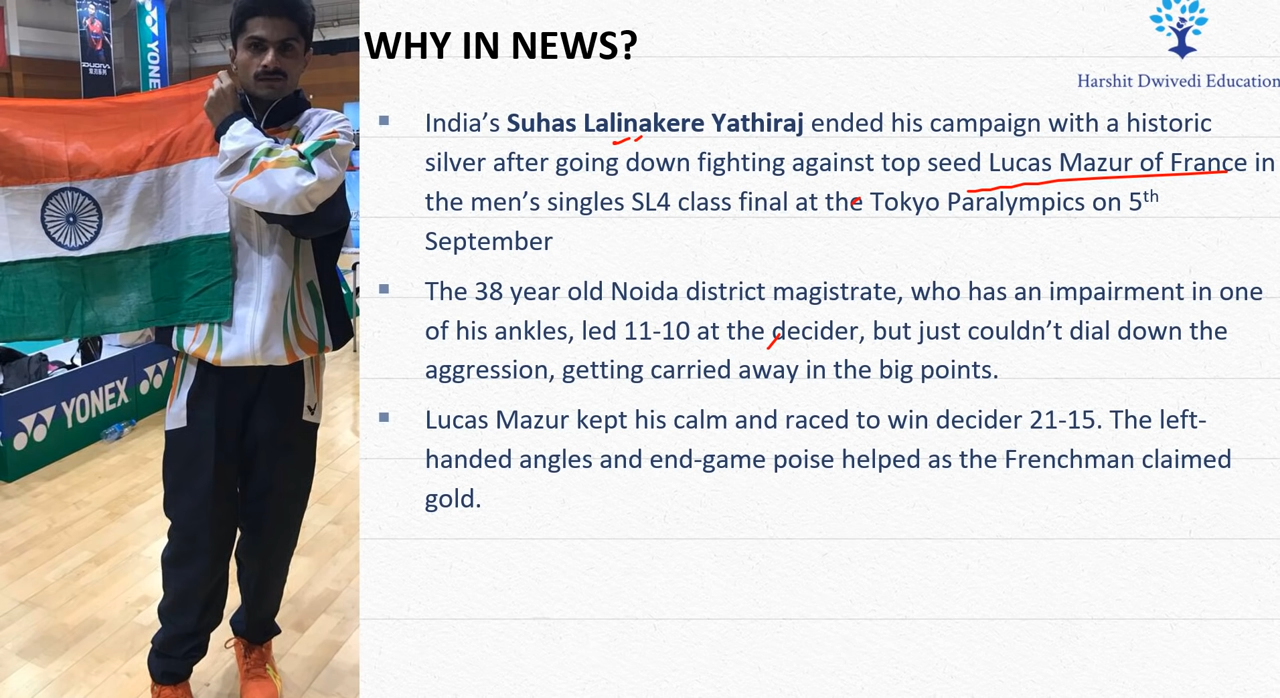 DUORA
YONEX
WHY IN NEWS?
Harshit Dwivedi Education
India’s Suhas Lalinakere Yathiraj ended his campaign with a historic
silver after going down fighting against top seed Lucas Mazur of France in
the men’s singles SL4 class final at the Tokyo Paralympics on 5th
September
The 38 year old Noida district magistrate, who has an impairment in one
of his ankles, led 11-10 at the decider, but just couldn’t dial down the
aggression, getting carried away in the big points.
Lucas Mazur kept his calm and raced to win decider 21-15. The left-
handed angles and end-game poise helped as the Frenchman claimed
gold.
YONEX